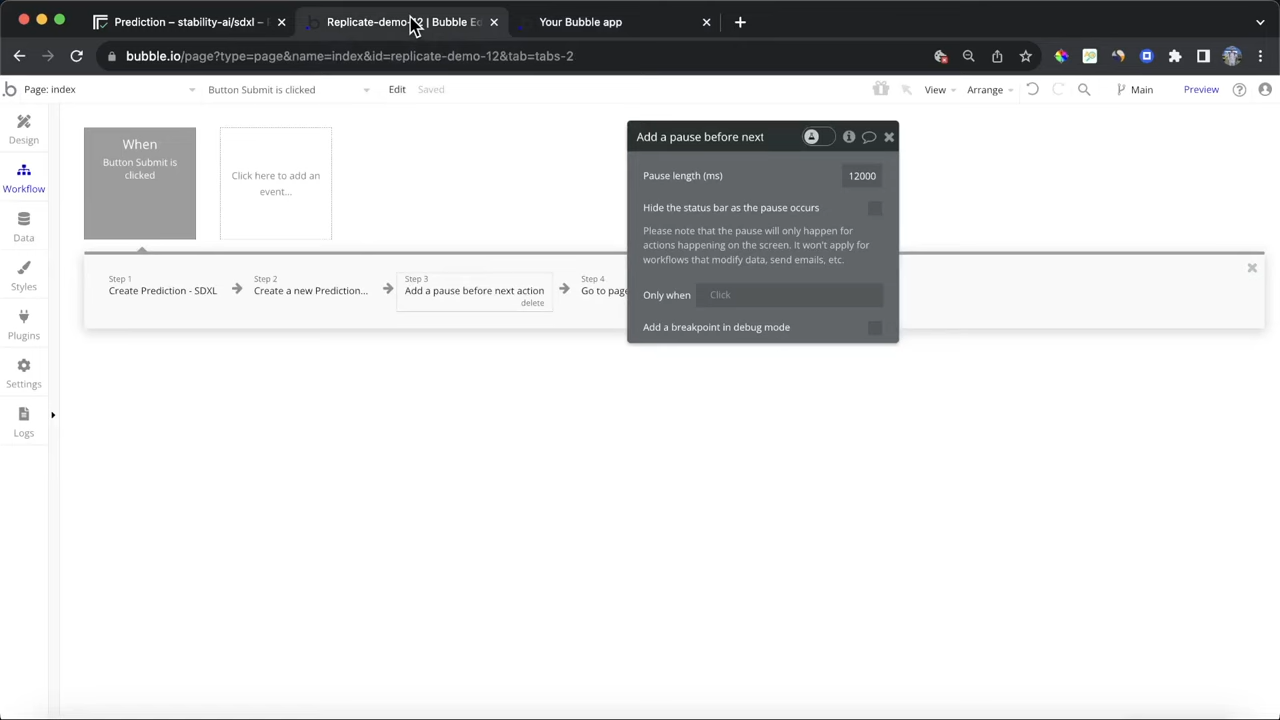 Prediction – stability-ai/sdxl –
Replicate-demo-12 | Bubble Ed
Your Bubble app
bubble.io/page?type=page&name=index&id=replicate-demo-12&tab=tabs-2
Page: index
Button Submit is clicked
Edit
Saved
View
Arrange
Main
Preview
Design
Workflow
Data
Styles
Plugins
Settings
Logs
When
Button Submit is
clicked
Click here to add an
event...
Step 1
Create Prediction - SDXL
Step 2
Create a new Prediction...
Step 3
Add a pause before next action
delete
Step 4
Go to page
Add a pause before next
Pause length (ms)
12000
Hide the status bar as the pause occurs
Please note that the pause will only happen for
actions happening on the screen. It won't apply for
workflows that modify data, send emails, etc.
Only when
Click
Add a breakpoint in debug mode